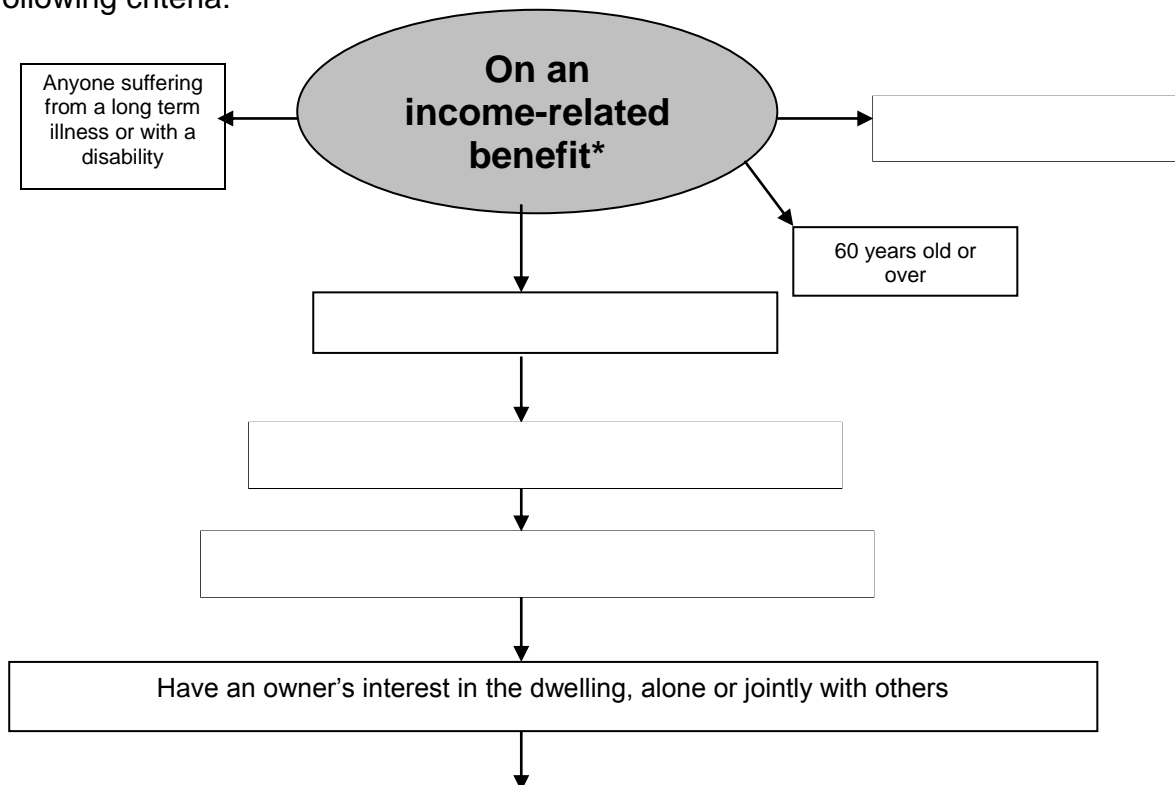 following criteria:
On an
income-related
benefit*
Anyone suffering
from a long term
illness or with a
disability
60 years old or
over
Have an owner’s interest in the dwelling, alone or jointly with others